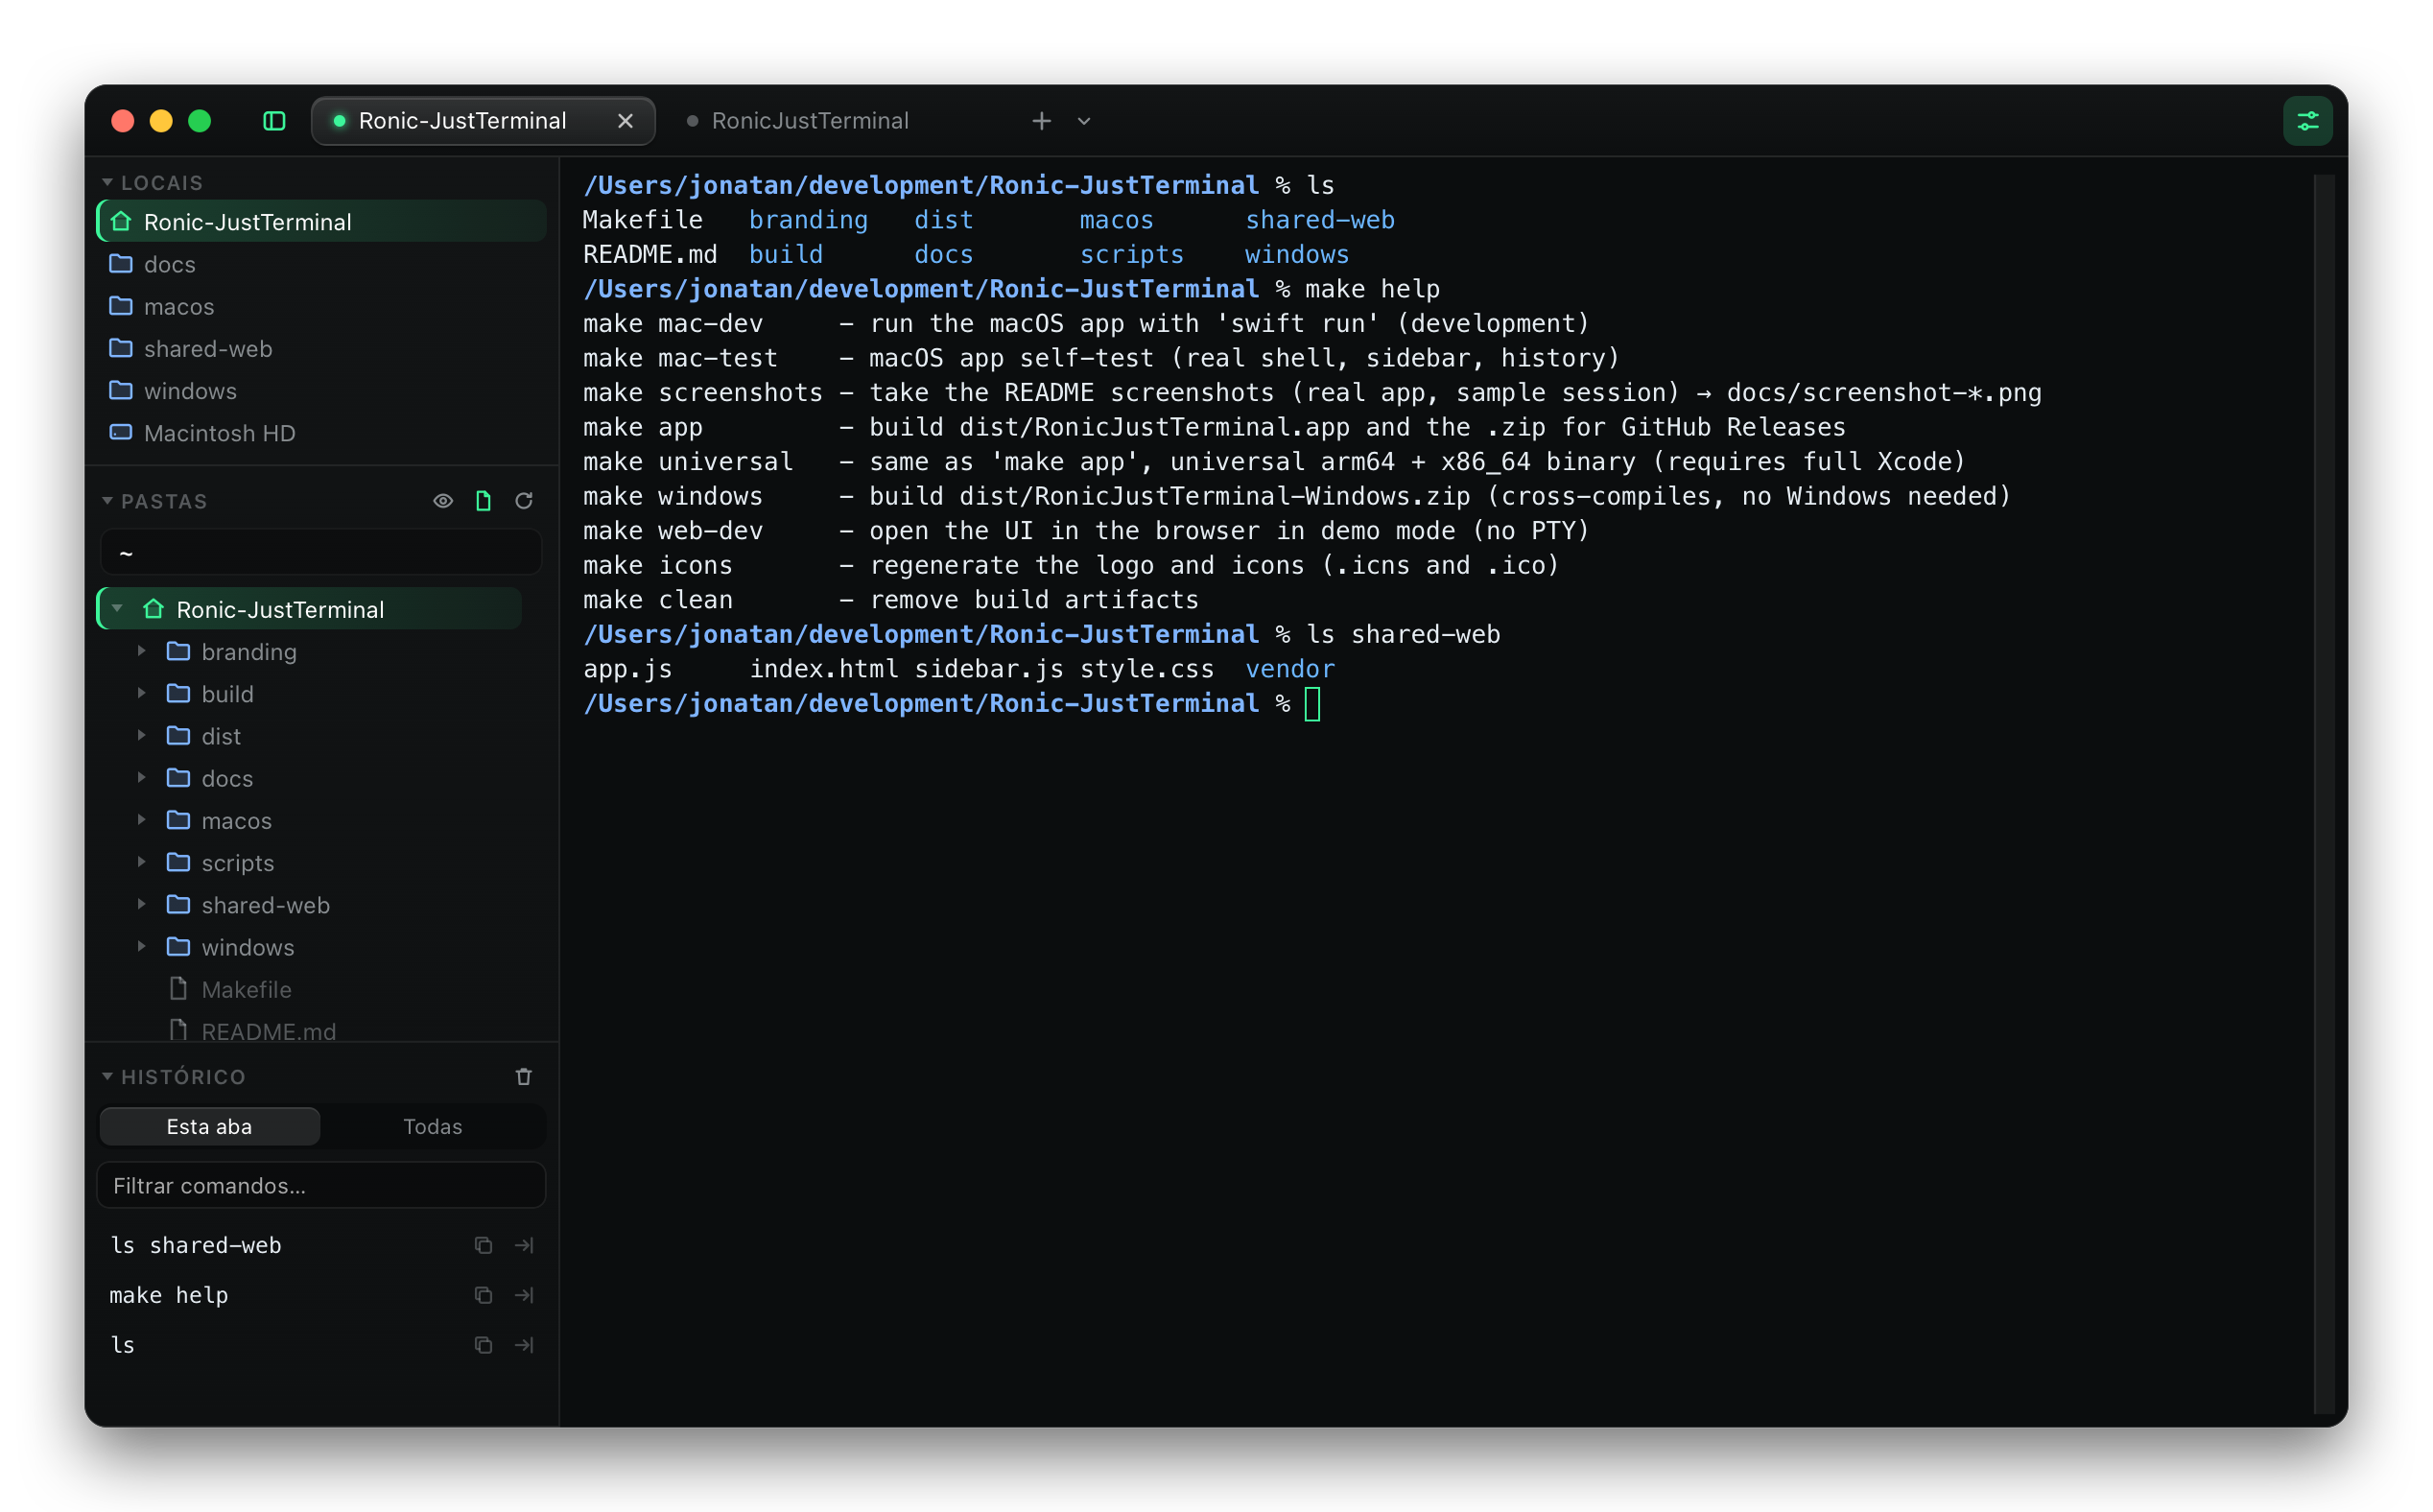 Ronic-JustTerminal RonicJustTerminal
LOCAIS
Ronic-JustTerminal
docs
macos
shared-web
windows
Macintosh HD
PASTAS
~
Ronic-JustTerminal
branding
build
dist
docs
macos
scripts
shared-web
windows
Makefile
README.md
HISTÓRICO
Esta aba Todas
Filtrar comandos...
ls shared-web
make help
ls
/Users/jonatan/development/Ronic-JustTerminal % ls
Makefile branding dist macos shared-web
README.md build docs scripts windows
/Users/jonatan/development/Ronic-JustTerminal % make help
make mac-dev - run the macOS app with 'swift run' (development)
make mac-test - macOS app self-test (real shell, sidebar, history)
make screenshots - take the README screenshots (real app, sample session) → docs/screenshot-*.png
make app - build dist/RonicJustTerminal.app and the .zip for GitHub Releases
make universal - same as 'make app', universal arm64 + x86_64 binary (requires full Xcode)
make windows - build dist/RonicJustTerminal-Windows.zip (cross-compiles, no Windows needed)
make web-dev - open the UI in the browser in demo mode (no PTY)
make icons - regenerate the logo and icons (.icns and .ico)
make clean - remove build artifacts
/Users/jonatan/development/Ronic-JustTerminal % ls shared-web
app.js index.html sidebar.js style.css vendor
/Users/jonatan/development/Ronic-JustTerminal %